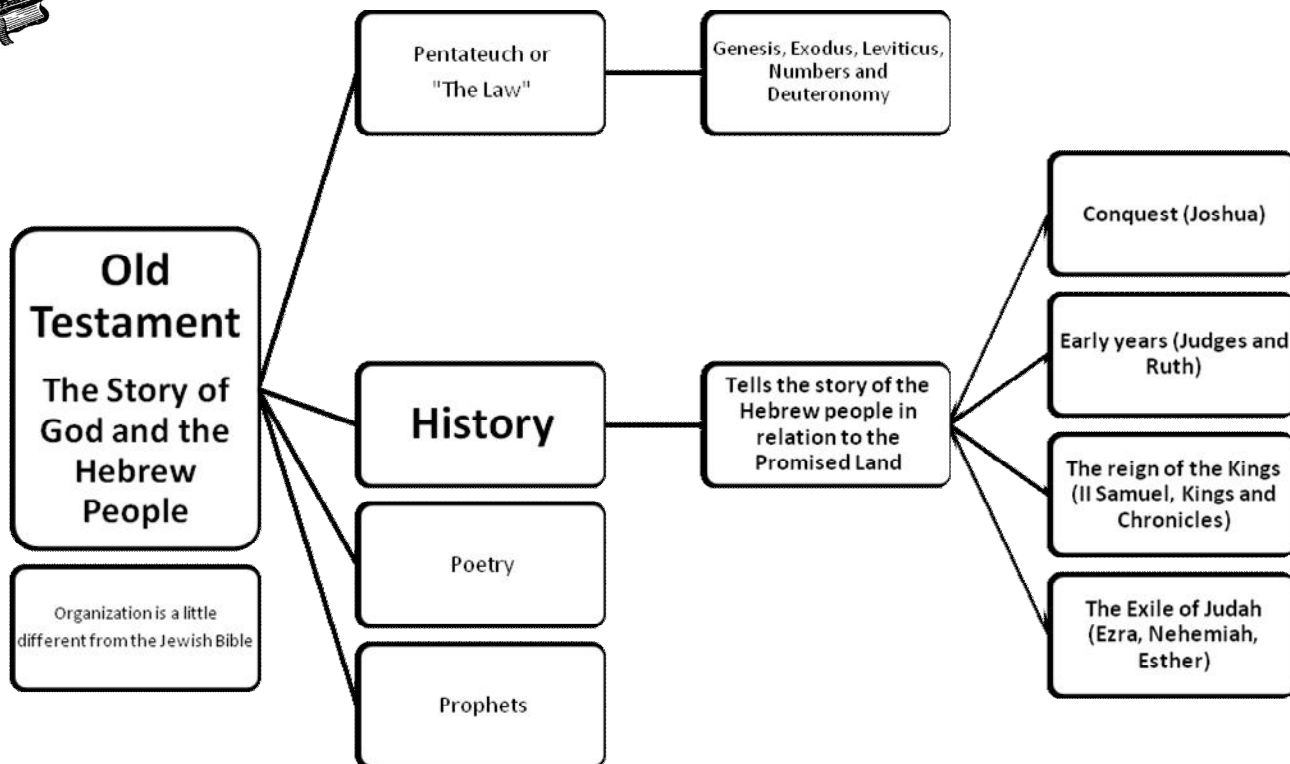 Old
Testament
The Story of
God and the
Hebrew
People
Organization is a little
different from the Jewish Bible
Pentateuch or
"The Law"
Genesis, Exodus, Leviticus,
Numbers and
Deuteronomy
History
Tells the story of the
Hebrew people in
relation to the
Promised Land
Conquest (Joshua)
Early years (Judges and
Ruth)
The reign of the Kings
(II Samuel, Kings and
Chronicles)
The Exile of Judah
(Ezra, Nehemiah,
Esther)
Poetry
Prophets